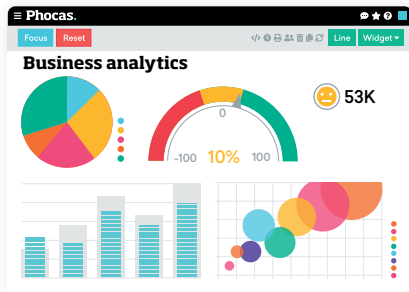 Phocas.
Focus Reset Line Widget
Business analytics
0
-100 10% 100
53K